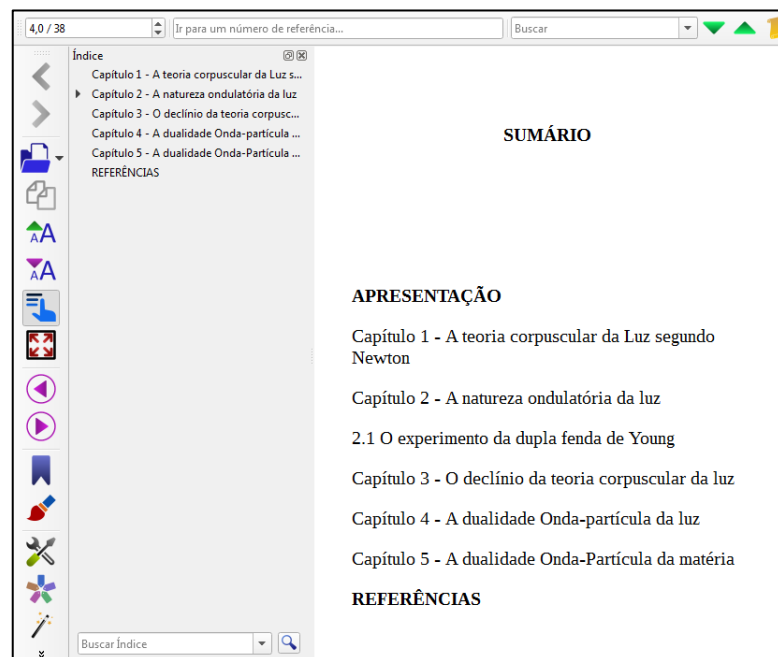 4,0 / 38
Ir para um número de referência...
Buscar
Índice
Capítulo 1 - A teoria corpuscular da Luz s...
Capítulo 2 - A natureza ondulatória da luz
Capítulo 3 - O declínio da teoria corpusc...
Capítulo 4 - A dualidade Onda-partícula ...
Capítulo 5 - A dualidade Onda-Partícula ...
REFERÊNCIAS
AA
AA
Buscar Índice
SUMÁRIO
APRESENTAÇÃO
Capítulo 1 - A teoria corpuscular da Luz segundo
Newton
Capítulo 2 - A natureza ondulatória da luz
2.1 O experimento da dupla fenda de Young
Capítulo 3 - O declínio da teoria corpuscular da luz
Capítulo 4 - A dualidade Onda-partícula da luz
Capítulo 5 - A dualidade Onda-Partícula da matéria
REFERÊNCIAS